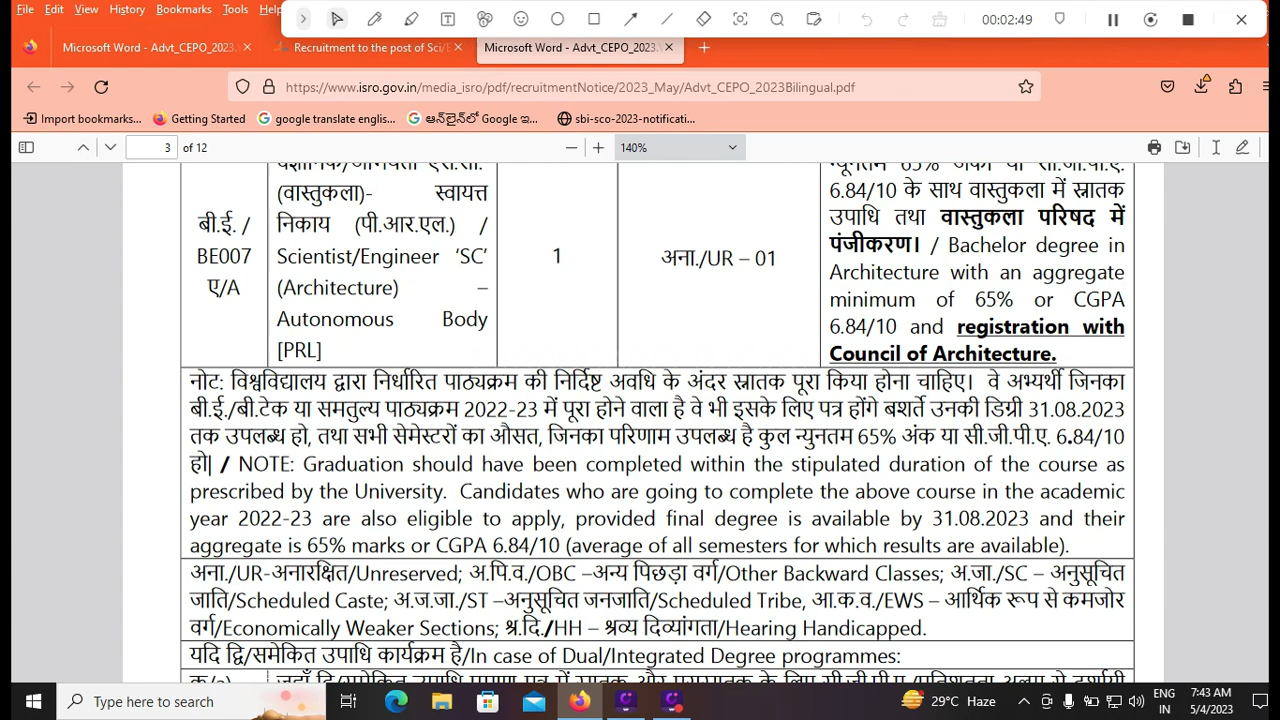 File Edit View History Bookmarks Tools
00:02:49
Microsoft Word - Advt_CEPO_2023.
Recruitment to the post of Sci/E
Microsoft Word - Advt_CEPO_2023.
https://www.isro.gov.in/media_isro/pdf/recruitmentNotice/2023_May/Advt_CEPO_2023Bilingual.pdf
Import bookmarks...
Getting Started
google translate englis...
ఆన్‌లైన్‌లో Google ఇ...
sbi-sco-2023-notificati...
3 of 12
140%
बी.ई. /
BE007
ए/A
(वास्तुकला)- स्वायत्त
निकाय (पी.आर.एल.) /
Scientist/Engineer ‘SC’
(Architecture) –
Autonomous Body
[PRL]
1
अना./UR – 01
न्यूनतम 65% अंकों या सी.जी.पी.ए.
6.84/10 के साथ वास्तुकला में स्नातक
उपाधि तथा वास्तुकला परिषद में
पंजीकरण। / Bachelor degree in
Architecture with an aggregate
minimum of 65% or CGPA
6.84/10 and registration with
Council of Architecture.
नोट: विश्वविद्यालय द्वारा निर्धारित पाठ्यक्रम की निर्दिष्ट अवधि के अंदर स्नातक पूरा किया होना चाहिए। वे अभ्यर्थी जिनका
बी.ई./बी.टेक या समतुल्य पाठ्यक्रम 2022-23 में पूरा होने वाला है वे भी इसके लिए पत्र होंगे बशर्ते उनकी डिग्री 31.08.2023
तक उपलब्ध हो, तथा सभी सेमेस्टरों का औसत, जिनका परिणाम उपलब्ध है कुल न्युनतम 65% अंक या सी.जी.पी.ए. 6.84/10
हो| / NOTE: Graduation should have been completed within the stipulated duration of the course as
prescribed by the University. Candidates who are going to complete the above course in the academic
year 2022-23 are also eligible to apply, provided final degree is available by 31.08.2023 and their
aggregate is 65% marks or CGPA 6.84/10 (average of all semesters for which results are available).
अना./UR-अनारक्षित/Unreserved; अ.पि.व./OBC –अन्य पिछड़ा वर्ग/Other Backward Classes; अ.जा./SC – अनुसूचित
जाति/Scheduled Caste; अ.ज.जा./ST –अनुसूचित जनजाति/Scheduled Tribe, आ.क.व./EWS – आर्थिक रूप से कमजोर
वर्ग/Economically Weaker Sections; श्र.दि./HH – श्रव्य दिव्यांगता/Hearing Handicapped.
यदि द्वि/समेकित उपाधि कार्यक्रम है/In case of Dual/Integrated Degree programmes:
Type here to search
29°C Haze
ENG
IN
7:43 AM
5/4/2023